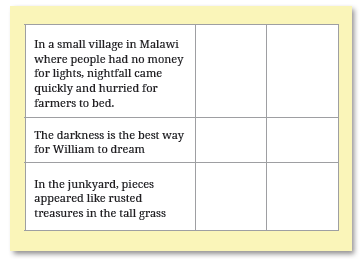 In a small village in Malawi
where people had no money
for lights, nightfall came
quickly and hurried for
farmers to bed.
The darkness is the best way
for William to dream
In the junkyard, pieces
appeared like rusted
treasures in the tall grass